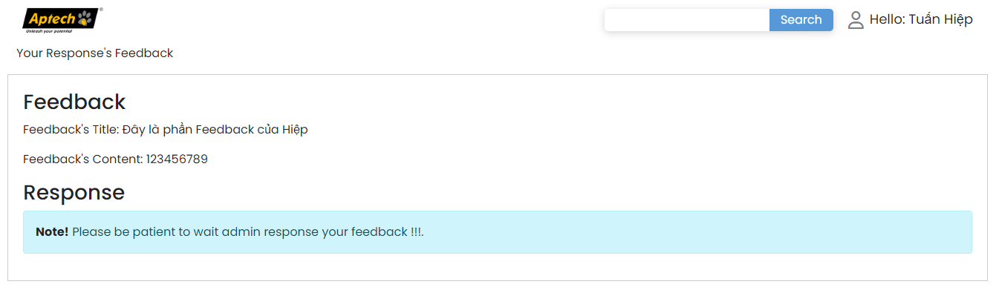 Aptech®
Unleash your potential
Search
Hello: Tuấn Hiệp
Your Response's Feedback
Feedback
Feedback's Title: Đây là phần Feedback của Hiệp
Feedback's Content: 123456789
Response
Note! Please be patient to wait admin response your feedback !!!.